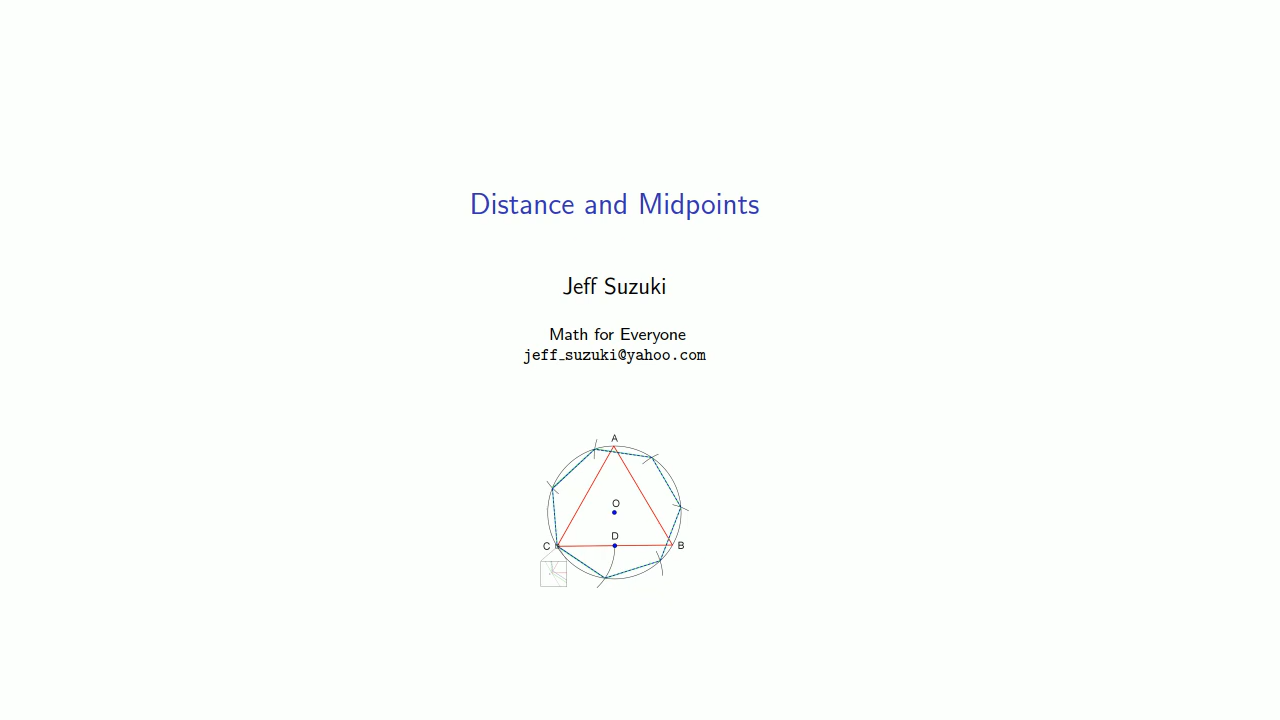 Distance and Midpoints
Jeff Suzuki
Math for Everyone
jeff_suzuki@yahoo.com
A
O
D
C
B